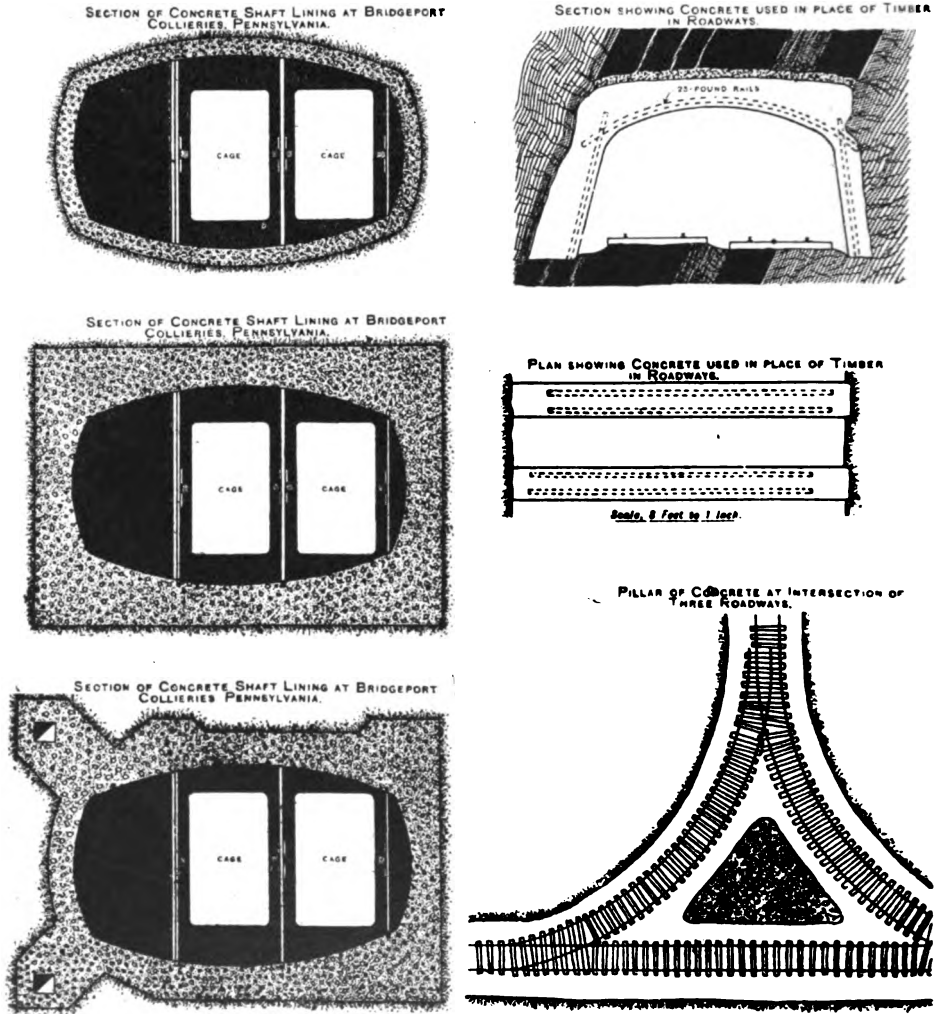 SECTION OF CONCRETE SHAFT LINING AT BRIDGEPORT
COLLIERIES, PENNSYLVANIA.
CAGE
CAGE
D
SECTION OF CONCRETE SHAFT LINING AT BRIDGEPORT
COLLIERIES, PENNSYLVANIA.
CAGE
CAGE
SECTION OF CONCRETE SHAFT LINING AT BRIDGEPORT
COLLIERIES PENNSYLVANIA.
CAGE
CAGE
D
SECTION SHOWING CONCRETE USED IN PLACE OF TIMBER
IN ROADWAYS.
25-POUND RAILS
C
PLAN SHOWING CONCRETE USED IN PLACE OF TIMBER
IN ROADWAYS.
Scale, 8 Feet to 1 Inch.
PILLAR OF CONCRETE AT INTERSECTION OF
THREE ROADWAYS.